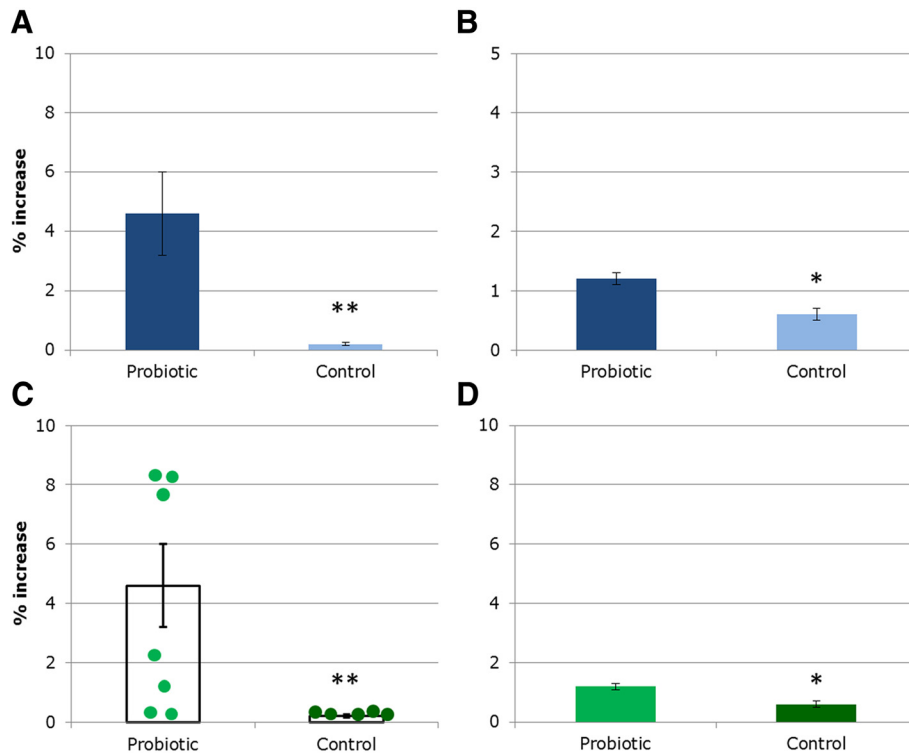 A
% increase
10
8
6
4
2
0
**
Probiotic
Control
B
5
4
3
2
1
0
*
Probiotic
Control
C
% increase
10
8
6
4
2
0
**
Probiotic
Control
D
10
8
6
4
2
0
*
Probiotic
Control